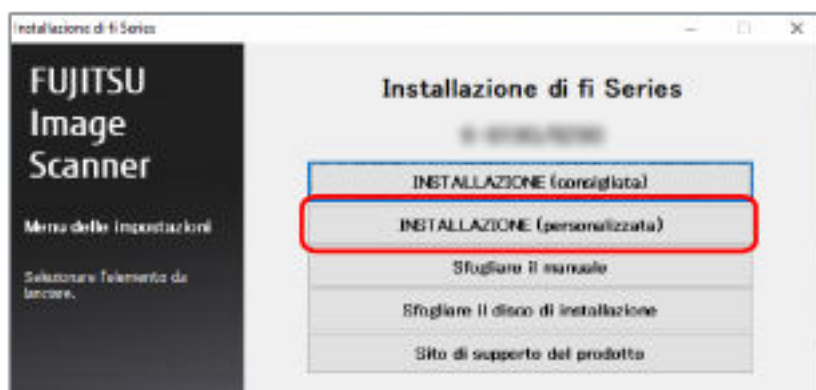 Installazione di fi Series
FUJITSU
Image
Scanner
Menu delle impostazioni
Selezionare l'elemento da
lanciare.
Installazione di fi Series
INSTALLAZIONE (consigliata)
INSTALLAZIONE (personalizzata)
Sfogliare il manuale
Sfogliare il disco di installazione
Sito di supporto del prodotto